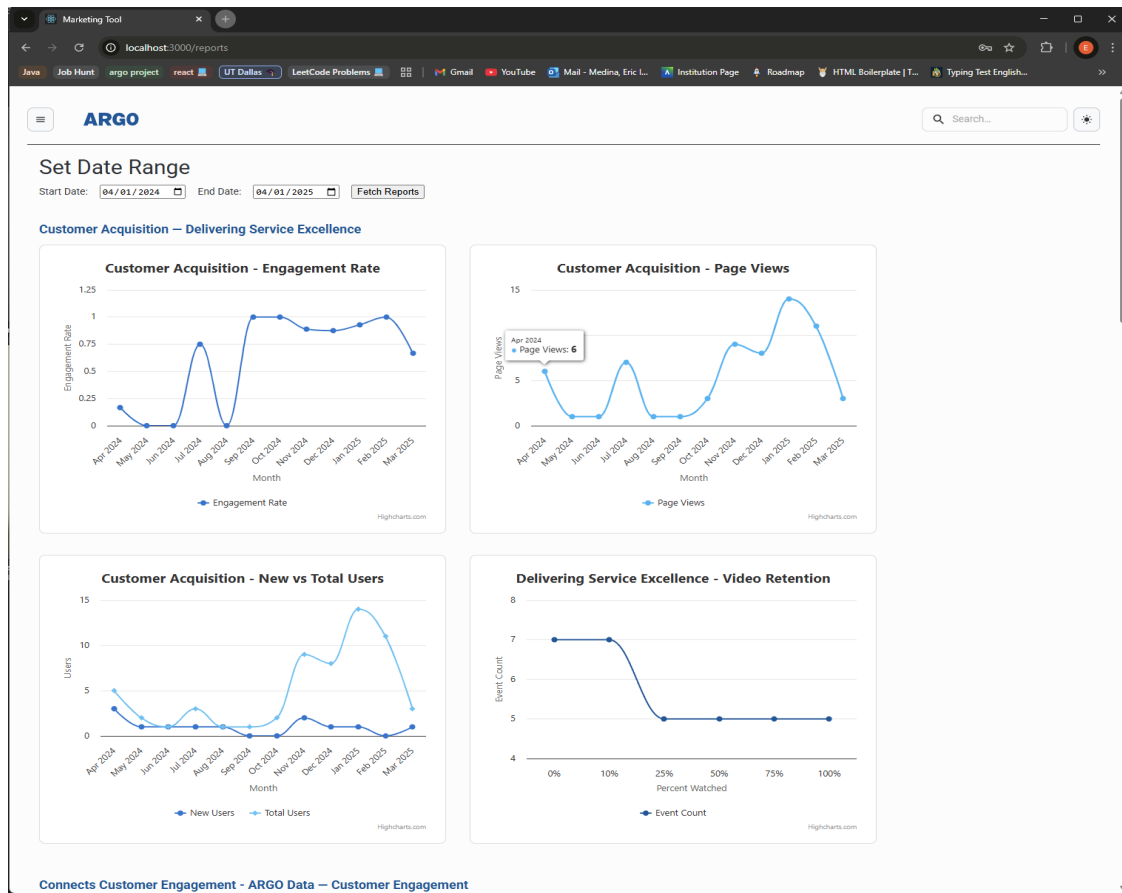 Marketing Tool
localhost:3000/reports
E
Java Job Hunt argo project react UT Dallas LeetCode Problems Gmail YouTube Mail - Medina, Eric I... Institution Page Roadmap HTML Boilerplate | T... Typing Test English...
ARGO
Search...
Set Date Range
Start Date: 04/01/2024 End Date: 04/01/2025 Fetch Reports
Customer Acquisition — Delivering Service Excellence
Customer Acquisition - Engagement Rate
1.25
1
0.75
0.5
0.25
0
Engagement Rate
Apr 2024 May 2024 Jun 2024 Jul 2024 Aug 2024 Sep 2024 Oct 2024 Nov 2024 Dec 2024 Jan 2025 Feb 2025 Mar 2025
Month
Engagement Rate
Highcharts.com
Customer Acquisition - Page Views
15
5
0
Page Views
Apr 2024
Page Views: 6
Apr 2024 May 2024 Jun 2024 Jul 2024 Aug 2024 Sep 2024 Oct 2024 Nov 2024 Dec 2024 Jan 2025 Feb 2025 Mar 2025
Month
Page Views
Highcharts.com
Customer Acquisition - New vs Total Users
15
10
5
0
Users
Apr 2024 May 2024 Jun 2024 Jul 2024 Aug 2024 Sep 2024 Oct 2024 Nov 2024 Dec 2024 Jan 2025 Feb 2025 Mar 2025
Month
New Users Total Users
Highcharts.com
Delivering Service Excellence - Video Retention
8
7
6
5
4
Event Count
0% 10% 25% 50% 75% 100%
Percent Watched
Event Count
Highcharts.com
Connects Customer Engagement - ARGO Data — Customer Engagement